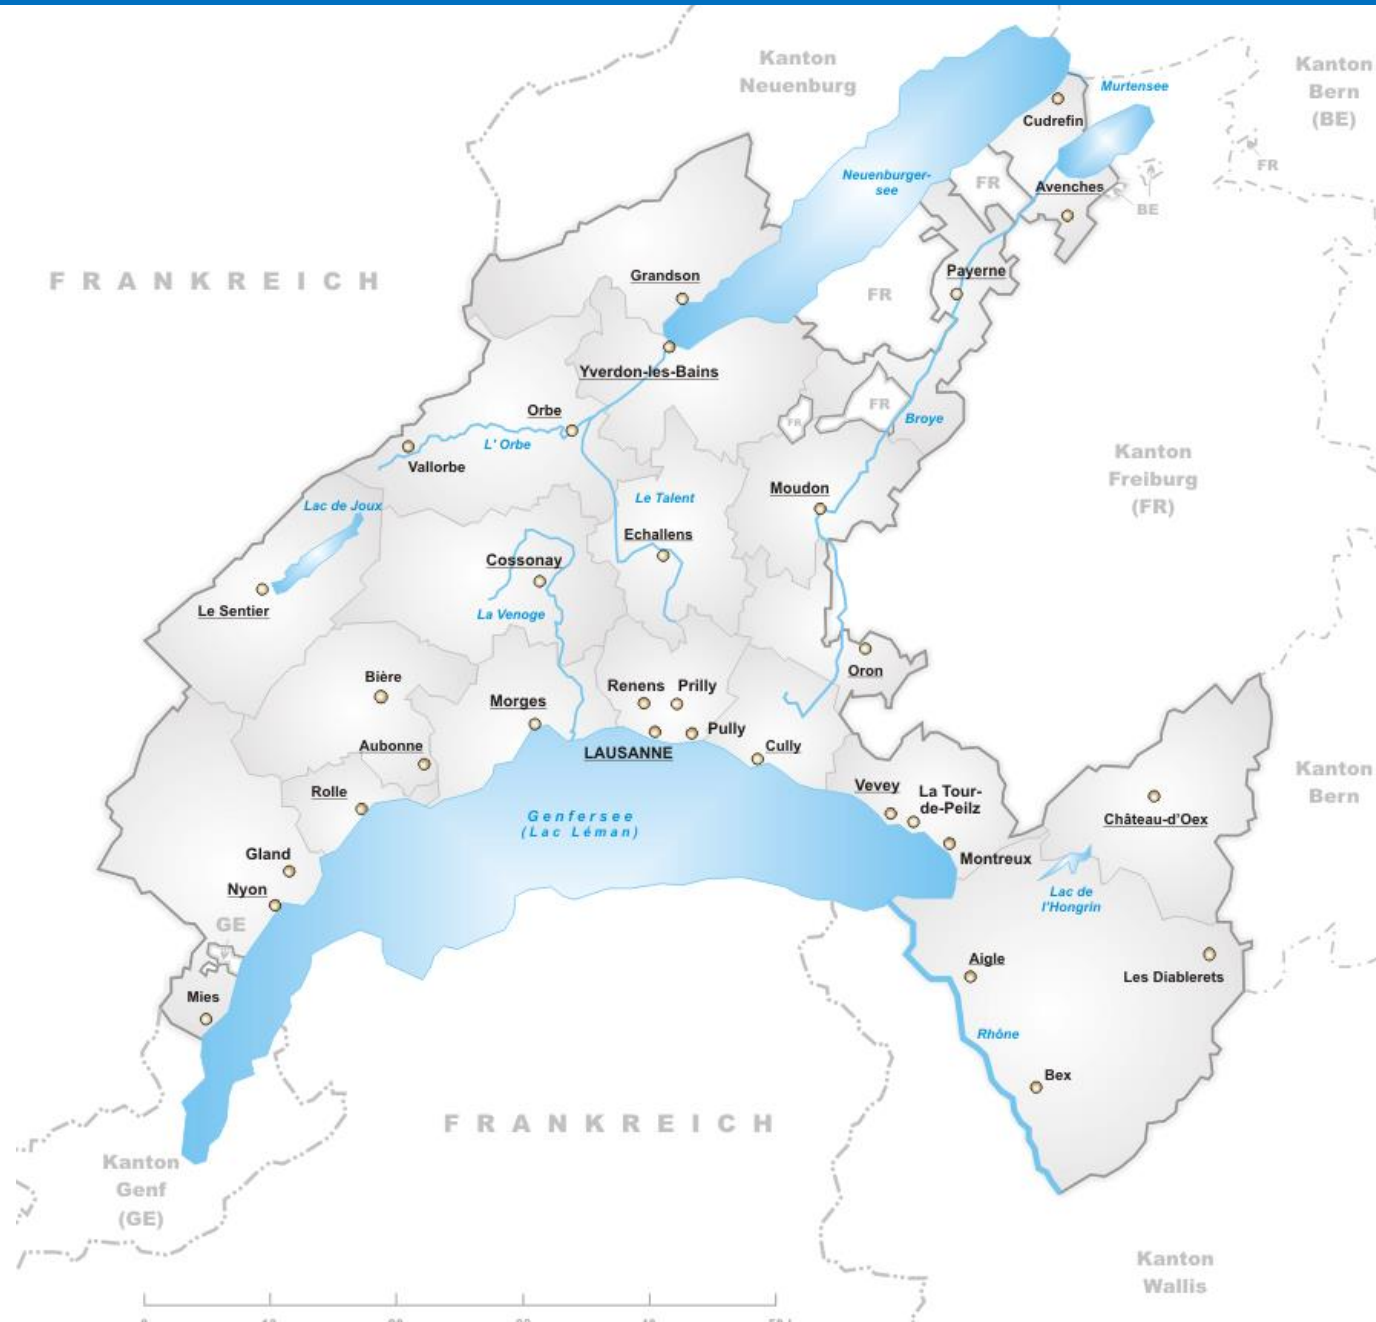 Kanton
Neuenburg
Kanton
Bern
(BE)
Murtensee
Cudrefin
FR
Neuenburger-
see
FR
Avenches
BE
FRANKREICH
Grandson
Payerne
FR
Yverdon-les-Bains
Orbe
FR
FR
Broye
L' Orbe
Vallorbe
Kanton
Freiburg
(FR)
Moudon
Le Talent
Lac de Joux
Echallens
Cossonay
Le Sentier
La Venoge
Bière
Oron
Renens
Prilly
Morges
Pully
Aubonne
LAUSANNE
Cully
Rolle
Vevey
La Tour-
de-Peilz
Kanton
Bern
Château-d'Oex
Genfersee
(Lac Léman)
Gland
Montreux
Nyon
Lac de
l'Hongrin
GE
Aigle
Les Diablerets
Mies
Rhône
Bex
FRANKREICH
Kanton
Genf
(GE)
Kanton
Wallis